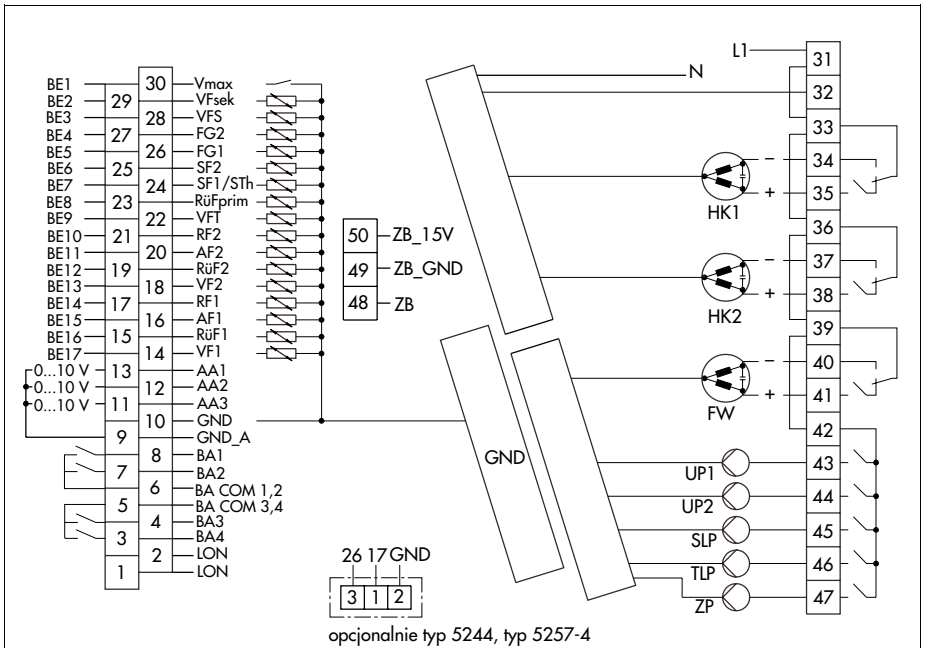 L1 31
N 32
33
34
35
36
37
38
39
40
41
42
43
44
45
46
47
BE1 30 Vmax
BE2 29 VFsek
BE3 28 VFS
BE4 27 FG2
BE5 26 FG1
BE6 25 SF2
BE7 24 SF1/STh
BE8 23 RüFprim
BE9 22 VFT
BE10 21 RF2
BE11 20 AF2
BE12 19 RüF2
BE13 18 VF2
BE14 17 RF1
BE15 16 AF1
BE16 15 RüF1
BE17 14 VF1
0...10 V 13 AA1
0...10 V 12 AA2
0...10 V 11 AA3
10 GND
9 GND_A
8 BA1
7 BA2
6 BA COM 1,2
5 BA COM 3,4
4 BA3
3 BA4
2 LON
1 LON
50 ZB_15V
49 ZB_GND
48 ZB
GND
− +
HK1
− +
HK2
− +
FW
UP1
UP2
SLP
TLP
ZP
26 17 GND
3 1 2
opcjonalnie typ 5244, typ 5257-4